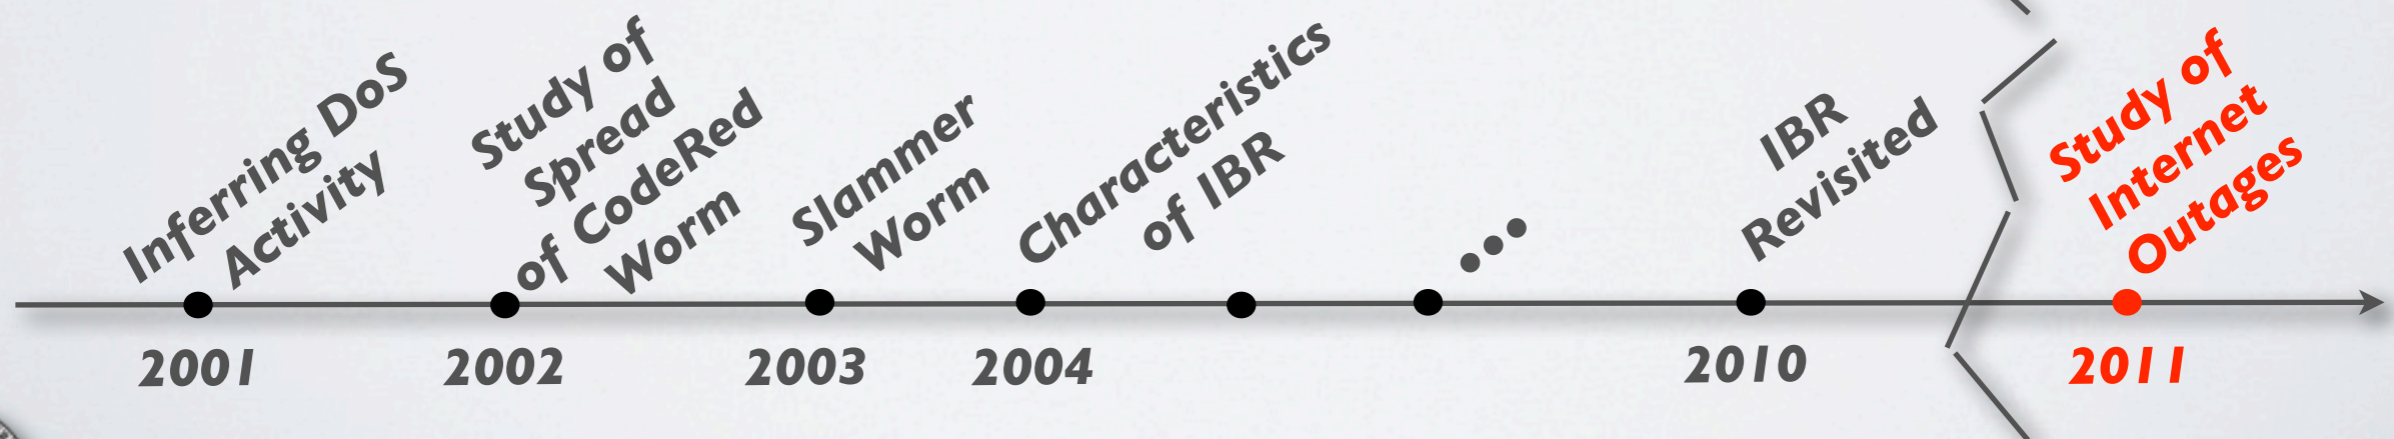 Inferring DoS
Activity
Study of
Spread
of CodeRed
Worm
Slammer
Worm
Characteristics
of IBR
...
IBR
Revisited
Study of
Internet
Outages
2001
2002
2003
2004
2010
2011